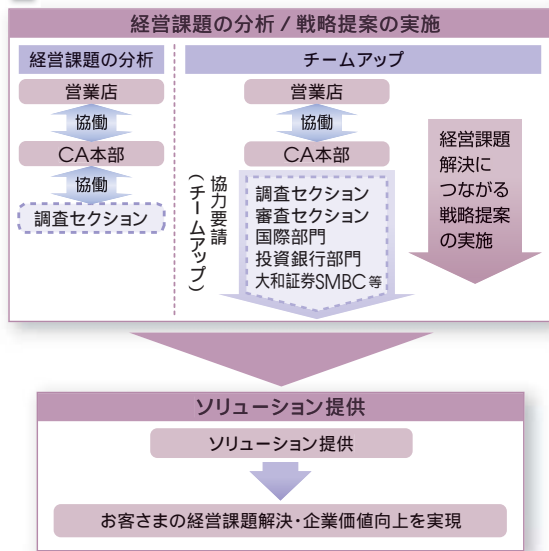 経営課題の分析 / 戦略提案の実施
経営課題の分析
営業店
協働
CA本部
協働
調査セクション
チームアップ
営業店
協働
CA本部
協力要請
(チームアップ)
調査セクション
審査セクション
国際部門
投資銀行部門
大和証券SMBC等
経営課題
解決に
つながる
戦略提案
の実施
ソリューション提供
ソリューション提供
お客さまの経営課題解決・企業価値向上を実現